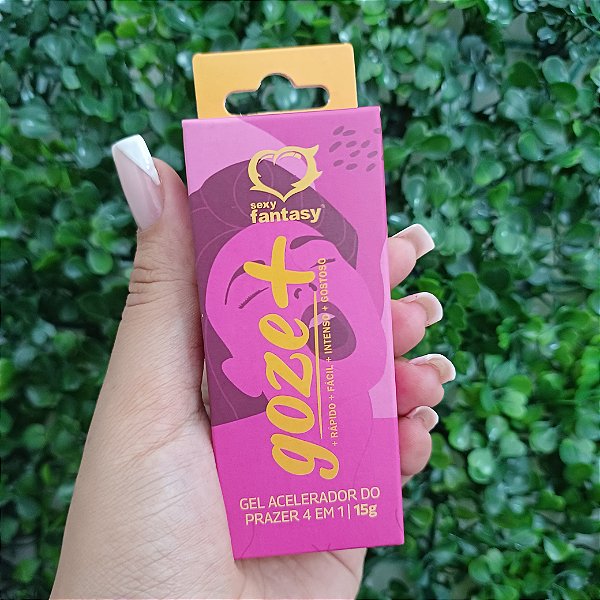 sexy
fantasy®
goze+
+ RÁPIDO + FÁCIL + INTENSO + GOSTOSO
GEL ACELERADOR DO
PRAZER 4 EM 1 | 15g